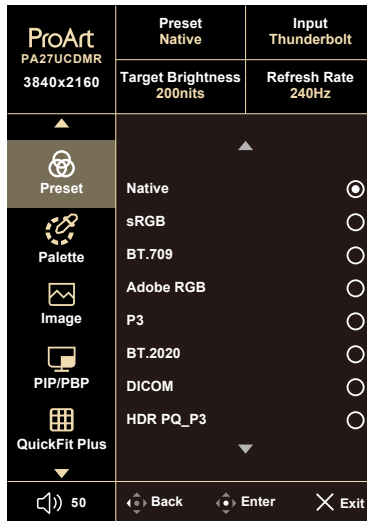 ProArt
PA27UCDMR
3840x2160
Preset
Native
Input
Thunderbolt
Target Brightness
200nits
Refresh Rate
240Hz
Preset
Palette
Image
PIP/PBP
QuickFit Plus
Native
sRGB
BT.709
Adobe RGB
P3
BT.2020
DICOM
HDR PQ_P3
50
Back
Enter
Exit